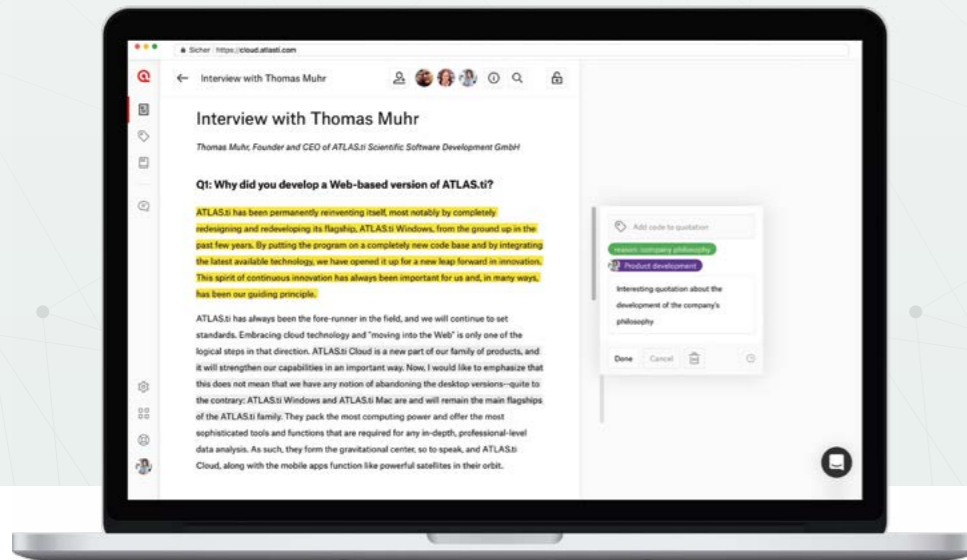 Sicher https://cloud.atlasti.com
Interview with Thomas Muhr
Interview with Thomas Muhr
Thomas Muhr, Founder and CEO of ATLAS.ti Scientific Software Development GmbH
Q1: Why did you develop a Web-based version of ATLAS.ti?
ATLAS.ti has been permanently reinventing itself, most notably by completely
redesigning and redeveloping its flagship, ATLAS.ti Windows, from the ground up in the
past few years. By putting the program on a completely new code base and by integrating
the latest available technology, we have opened it up for a new leap forward in innovation.
This spirit of continuous innovation has always been important for us and, in many ways,
has been our guiding principle.
ATLAS.ti has always been the fore-runner in the field, and we will continue to set
standards. Embracing cloud technology and "moving into the Web" is only one of the
logical steps in that direction. ATLAS.ti Cloud is a new part of our family of products, and
it will strengthen our capabilities in an important way. Now, I would like to emphasize that
this does not mean that we have any notion of abandoning the desktop versions--quite to
the contrary: ATLAS.ti Windows and ATLAS.ti Mac are and will remain the main flagships
of the ATLAS.ti family. They pack the most computing power and offer the most
sophisticated tools and functions that are required for any in-depth, professional-level
data analysis. As such, they form the gravitational center, so to speak, and ATLAS.ti
Cloud, along with the mobile apps function like powerful satellites in their orbit.
Add code to quotation
reason: company philosophy
Product development
Interesting quotation about the
development of the company's
philosophy
Done Cancel